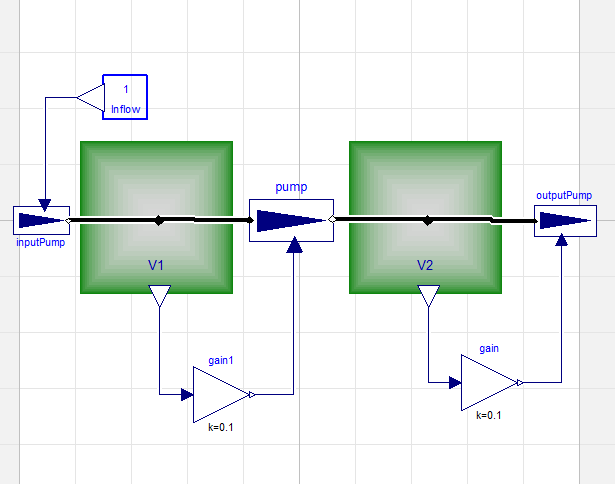 1
Inflow
inputPump
V1
pump
V2
outputPump
gain1
k=0.1
gain
k=0.1